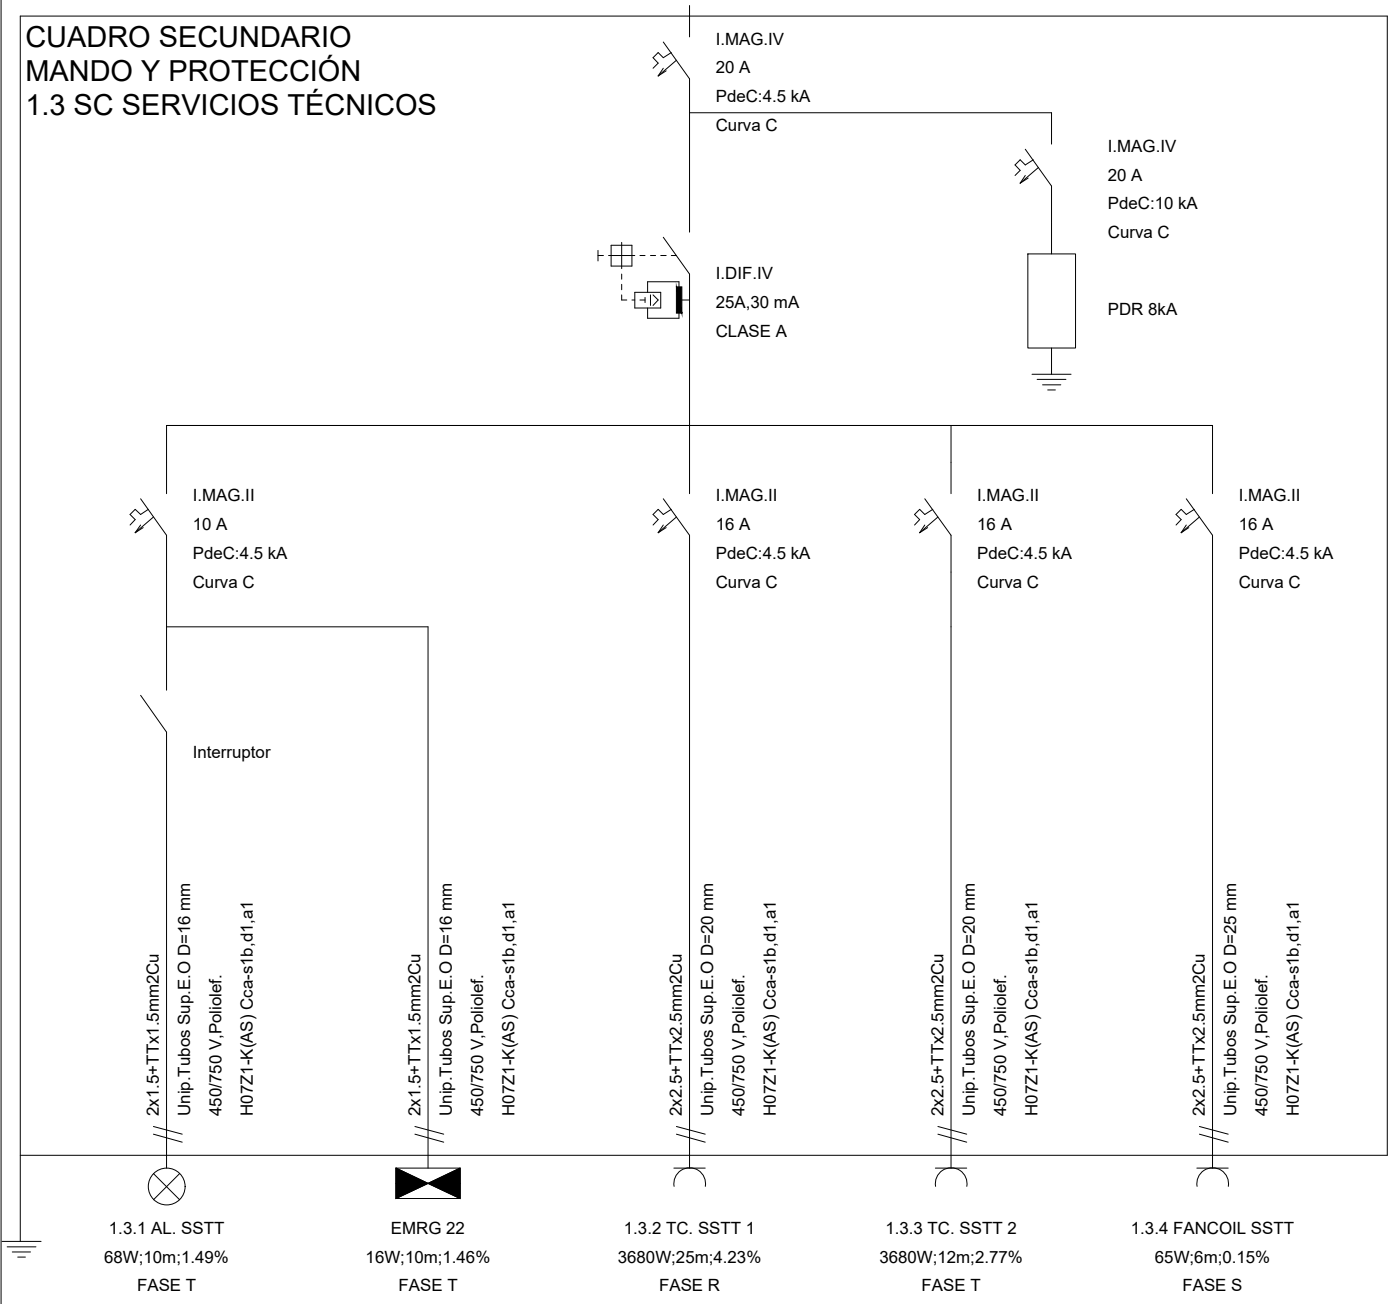 CUADRO SECUNDARIO
MANDO Y PROTECCIÓN
1.3 SC SERVICIOS TÉCNICOS
I.MAG.IV
20 A
PdeC:4.5 kA
Curva C
I.MAG.IV
20 A
PdeC:10 kA
Curva C
I.DIF.IV
25A,30 mA
CLASE A
PDR 8kA
I.MAG.II
10 A
PdeC:4.5 kA
Curva C
I.MAG.II
16 A
PdeC:4.5 kA
Curva C
I.MAG.II
16 A
PdeC:4.5 kA
Curva C
I.MAG.II
16 A
PdeC:4.5 kA
Curva C
Interruptor
2x1.5+TTx1.5mm2Cu
Unip.Tubos Sup.E.O D=16 mm
450/750 V,Poliolef.
H07Z1-K(AS) Cca-s1b,d1,a1
2x1.5+TTx1.5mm2Cu
Unip.Tubos Sup.E.O D=16 mm
450/750 V,Poliolef.
H07Z1-K(AS) Cca-s1b,d1,a1
2x2.5+TTx2.5mm2Cu
Unip.Tubos Sup.E.O D=20 mm
450/750 V,Poliolef.
H07Z1-K(AS) Cca-s1b,d1,a1
2x2.5+TTx2.5mm2Cu
Unip.Tubos Sup.E.O D=20 mm
450/750 V,Poliolef.
H07Z1-K(AS) Cca-s1b,d1,a1
2x2.5+TTx2.5mm2Cu
Unip.Tubos Sup.E.O D=25 mm
450/750 V,Poliolef.
H07Z1-K(AS) Cca-s1b,d1,a1
1.3.1 AL. SSTT
68W;10m;1.49%
FASE T
EMRG 22
16W;10m;1.46%
FASE T
1.3.2 TC. SSTT 1
3680W;25m;4.23%
FASE R
1.3.3 TC. SSTT 2
3680W;12m;2.77%
FASE T
1.3.4 FANCOIL SSTT
65W;6m;0.15%
FASE S